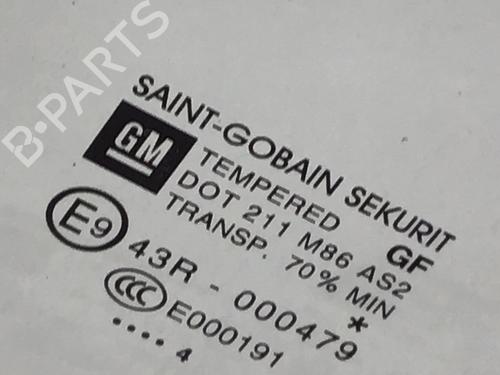 B-PARTS
SAINT-GOBAIN SEKURIT
GM
TEMPERED GF
DOT 211 M86 AS2
TRANSP. 70% MIN
E9
43R - 000479 *
CCC
E000191
.... 4